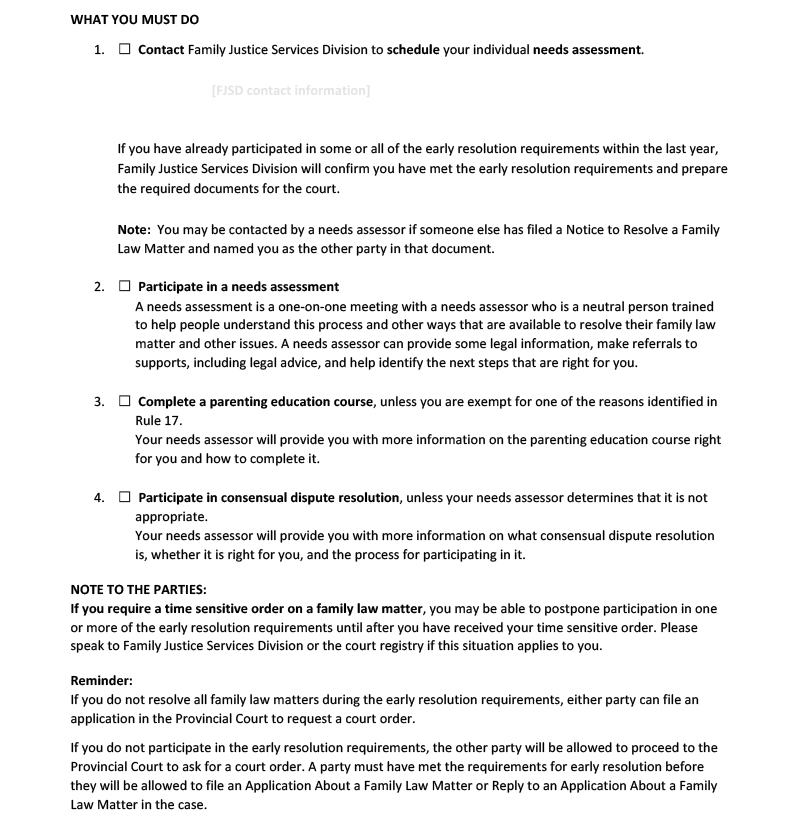 WHAT YOU MUST DO
1. ☐ Contact Family Justice Services Division to schedule your individual needs assessment.
[FJSD contact information]
If you have already participated in some or all of the early resolution requirements within the last year,
Family Justice Services Division will confirm you have met the early resolution requirements and prepare
the required documents for the court.
Note: You may be contacted by a needs assessor if someone else has filed a Notice to Resolve a Family
Law Matter and named you as the other party in that document.
2. ☐ Participate in a needs assessment
A needs assessment is a one-on-one meeting with a needs assessor who is a neutral person trained
to help people understand this process and other ways that are available to resolve their family law
matter and other issues. A needs assessor can provide some legal information, make referrals to
supports, including legal advice, and help identify the next steps that are right for you.
3. ☐ Complete a parenting education course, unless you are exempt for one of the reasons identified in
Rule 17.
Your needs assessor will provide you with more information on the parenting education course right
for you and how to complete it.
4. ☐ Participate in consensual dispute resolution, unless your needs assessor determines that it is not
appropriate.
Your needs assessor will provide you with more information on what consensual dispute resolution
is, whether it is right for you, and the process for participating in it.
NOTE TO THE PARTIES:
If you require a time sensitive order on a family law matter, you may be able to postpone participation in one
or more of the early resolution requirements until after you have received your time sensitive order. Please
speak to Family Justice Services Division or the court registry if this situation applies to you.
Reminder:
If you do not resolve all family law matters during the early resolution requirements, either party can file an
application in the Provincial Court to request a court order.
If you do not participate in the early resolution requirements, the other party will be allowed to proceed to the
Provincial Court to ask for a court order. A party must have met the requirements for early resolution before
they will be allowed to file an Application About a Family Law Matter or Reply to an Application About a Family
Law Matter in the case.